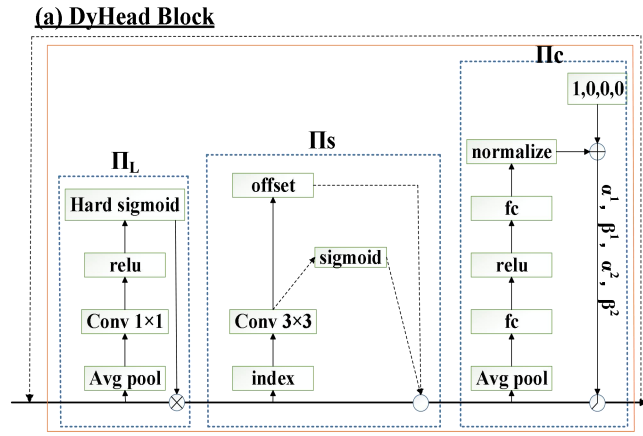 (a) DyHead Block
Πc
1,0,0,0
Πs
Π_L
normalize
offset
Hard sigmoid
fc
α¹, β¹, α², β²
sigmoid
relu
relu
Conv 1×1
Conv 3×3
fc
Avg pool
index
Avg pool